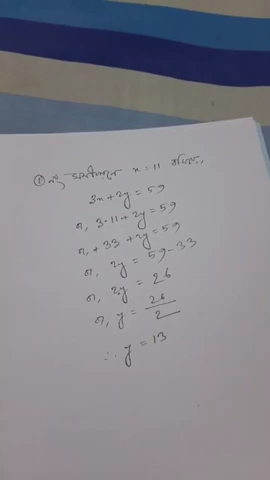 ① নং সমীকরণে x = 11 বসিয়ে,
3x + 2y = 59
বা, 3·11 + 2y = 59
বা, +33 + 2y = 59
বা, 2y = 59 - 33
বা, 2y = 26
বা, y = 26/2
∴ y = 13